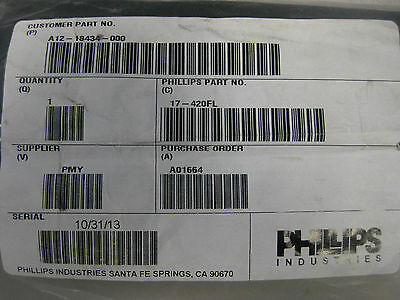 CUSTOMER PART NO.
(P) A12-18434-000
QUANTITY
(Q)
1
PHILLIPS PART NO.
(C)
17-420FL
SUPPLIER
(V)
PMY
PURCHASE ORDER
(A)
A01664
SERIAL
10/31/13
PHILLIPS
INDUSTRIES
PHILLIPS INDUSTRIES SANTA FE SPRINGS, CA 90670